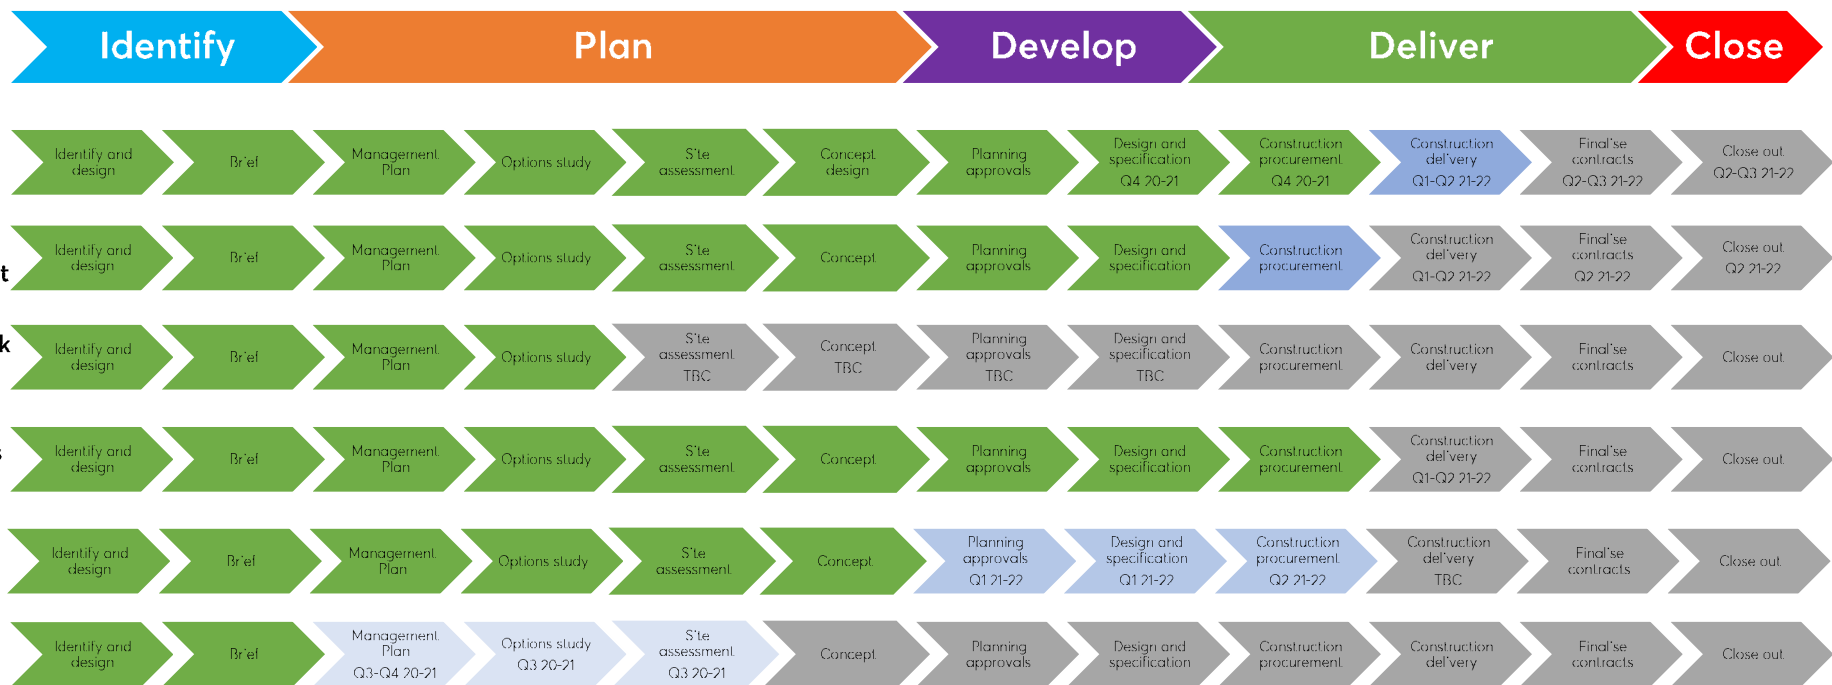 Identify Plan Develop Deliver Close
Identify and design
Brief
Management Plan
Options study
Site assessment
Concept design
Planning approvals
Design and specification Q4 20-21
Construction procurement Q4 20-21
Construction delivery Q1-Q2 21-22
Finalise contracts Q2-Q3 21-22
Close out Q2-Q3 21-22
t
Identify and design
Brief
Management Plan
Options study
Site assessment
Concept
Planning approvals
Design and specification
Construction procurement
Construction delivery Q1-Q2 21-22
Finalise contracts Q2 21-22
Close out Q2 21-22
k
Identify and design
Brief
Management Plan
Options study
Site assessment TBC
Concept TBC
Planning approvals TBC
Design and specification TBC
Construction procurement
Construction delivery
Finalise contracts
Close out
s
Identify and design
Brief
Management Plan
Options study
Site assessment
Concept
Planning approvals
Design and specification
Construction procurement
Construction delivery Q1-Q2 21-22
Finalise contracts
Close out
Identify and design
Brief
Management Plan
Options study
Site assessment
Concept
Planning approvals Q1 21-22
Design and specification Q1 21-22
Construction procurement Q2 21-22
Construction delivery TBC
Finalise contracts
Close out
Identify and design
Brief
Management Plan Q3-Q4 20-21
Options study Q3 20-21
Site assessment Q3 20-21
Concept
Planning approvals
Design and specification
Construction procurement
Construction delivery
Finalise contracts
Close out